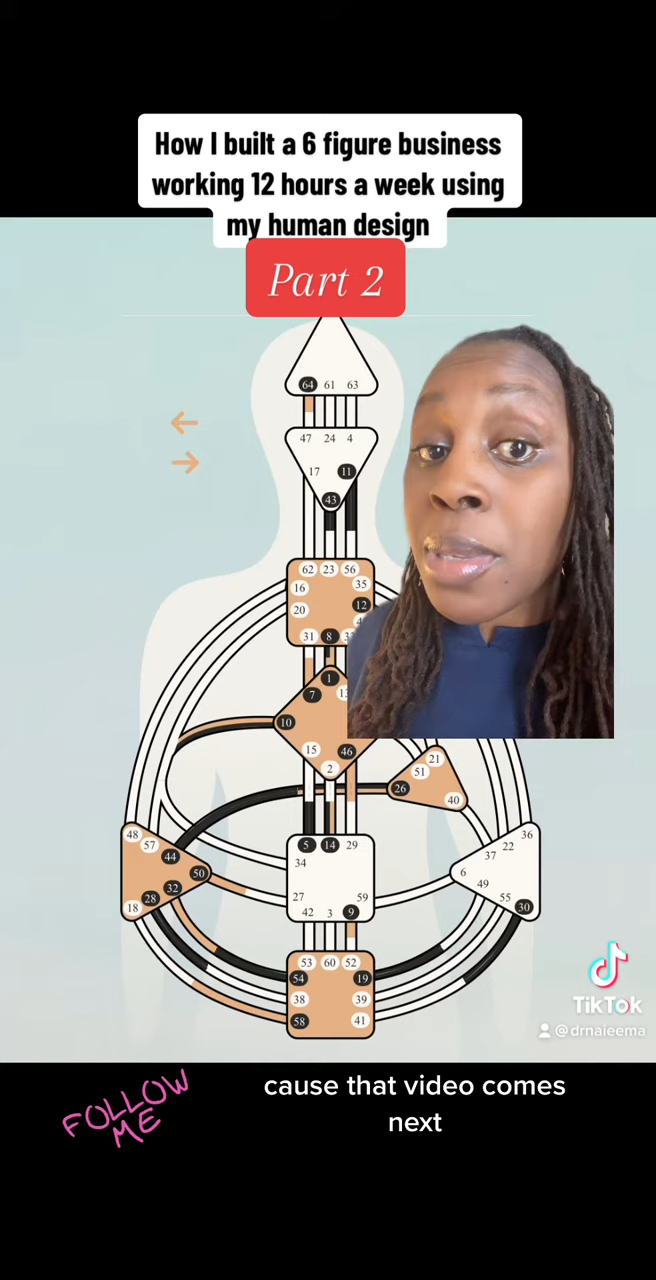 How I built a 6 figure business
working 12 hours a week using
my human design
Part 2
64 61 63
47 24 4
17 11
43
62 23 56
16 35
20 12
31 8
1
7
10
15 46
2
21
51
26
40
48
57
44
50
32
28
18
5 14 29
34
27 59
42 3 9
36
22
37
6
49
55
30
53 60 52
54 19
38 39
58 41
TikTok
@drnaieema
FOLLOW
ME
cause that video comes
next